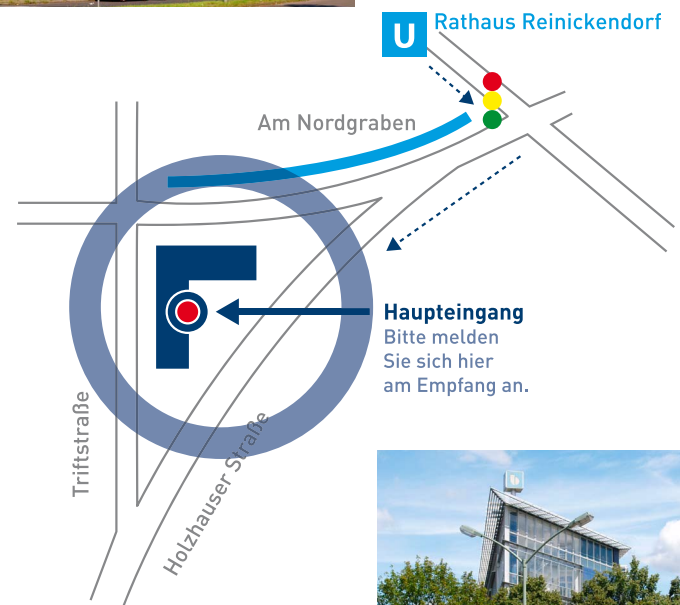 U
Rathaus Reinickendorf
Am Nordgraben
Haupteingang
Bitte melden
Sie sich hier
am Empfang an.
Triftstraße
Holzhauser Straße